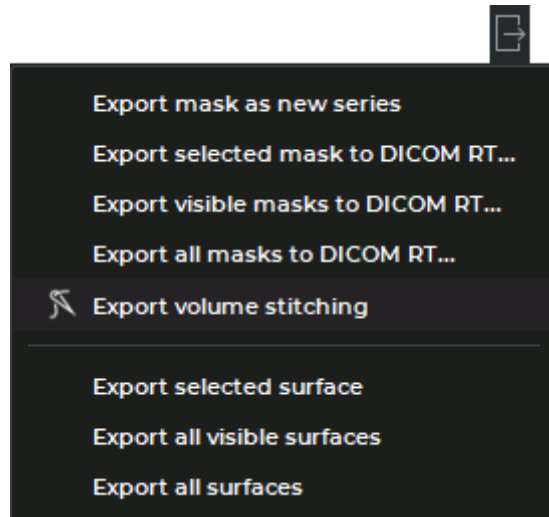 Export mask as new series
Export selected mask to DICOM RT...
Export visible masks to DICOM RT...
Export all masks to DICOM RT...
Export volume stitching
Export selected surface
Export all visible surfaces
Export all surfaces